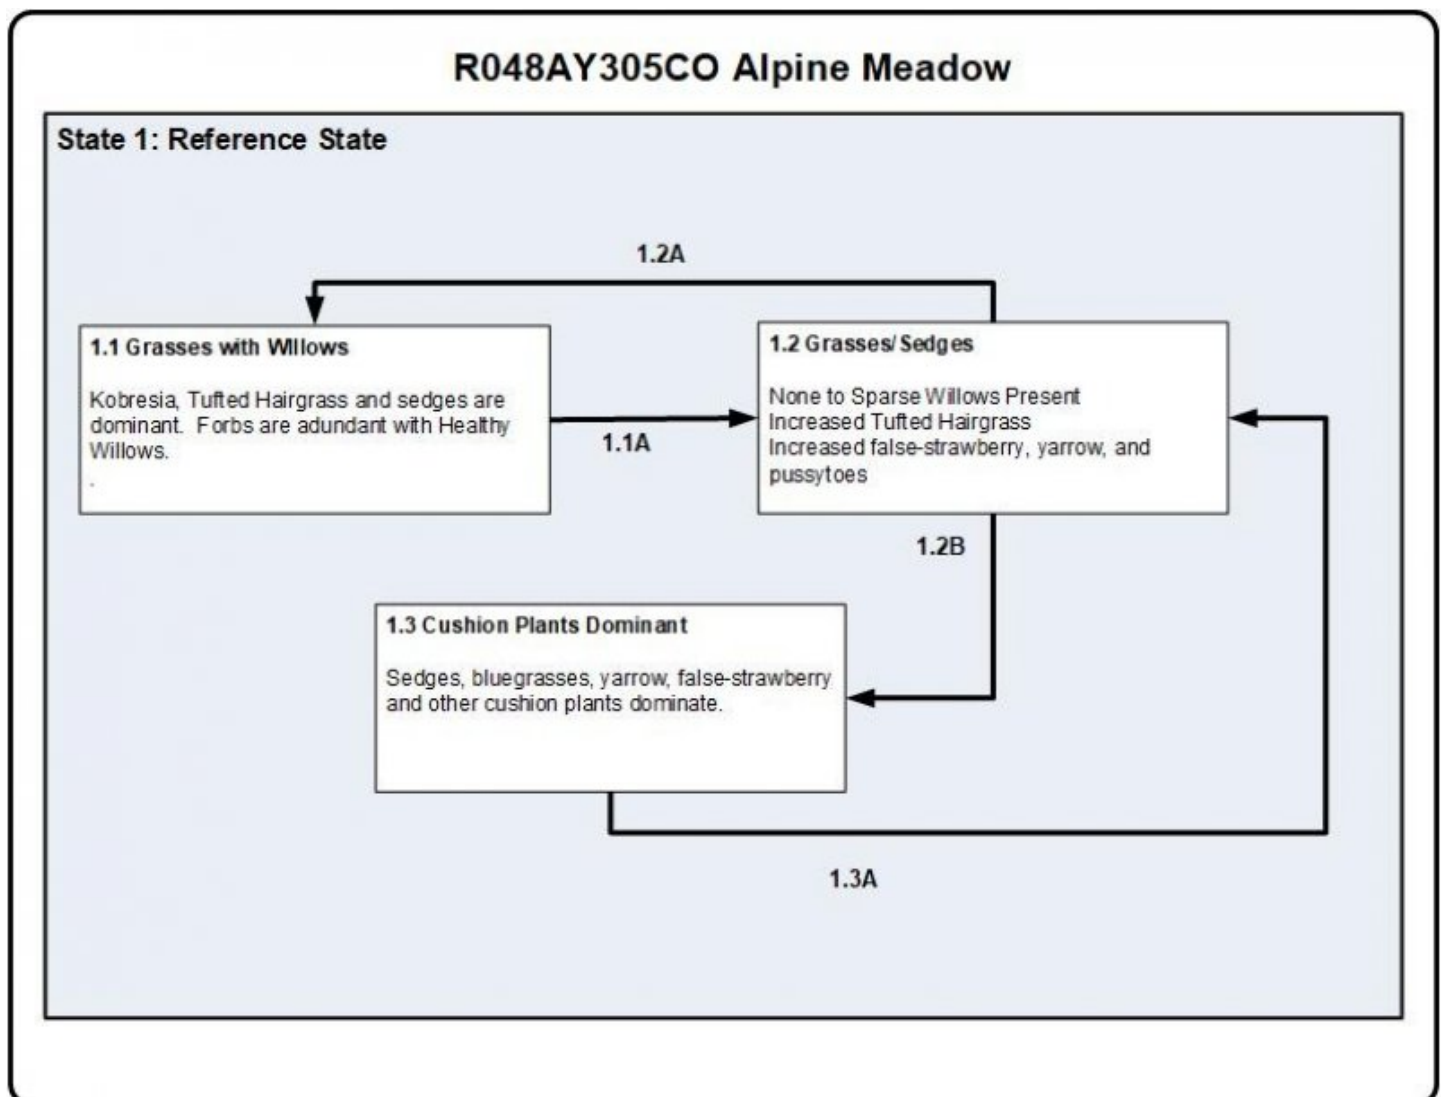 R048AY305CO Alpine Meadow
State 1: Reference State
1.2A
1.1 Grasses with WIllows
Kobresia, Tufted Hairgrass and sedges are
dominant.  Forbs are adundant with Healthy
Willows.
.
1.1A
1.2 Grasses/Sedges
None to Sparse Willows Present
Increased Tufted Hairgrass
Increased false-strawberry, yarrow, and
pussytoes
1.2B
1.3 Cushion Plants Dominant
Sedges, bluegrasses, yarrow, false-strawberry
and other cushion plants dominate.
1.3A